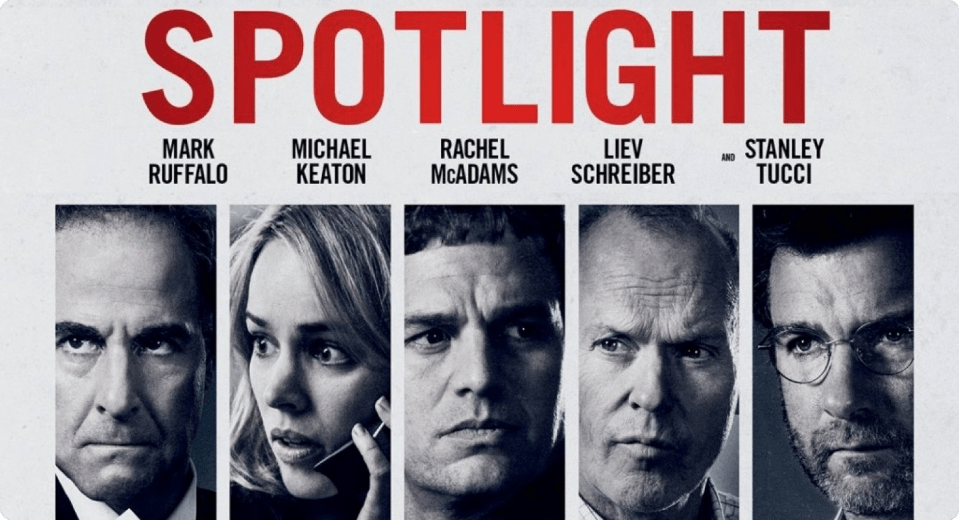 SPOTLIGHT
MARK
RUFFALO
MICHAEL
KEATON
RACHEL
McADAMS
LIEV
SCHREIBER
AND STANLEY
TUCCI